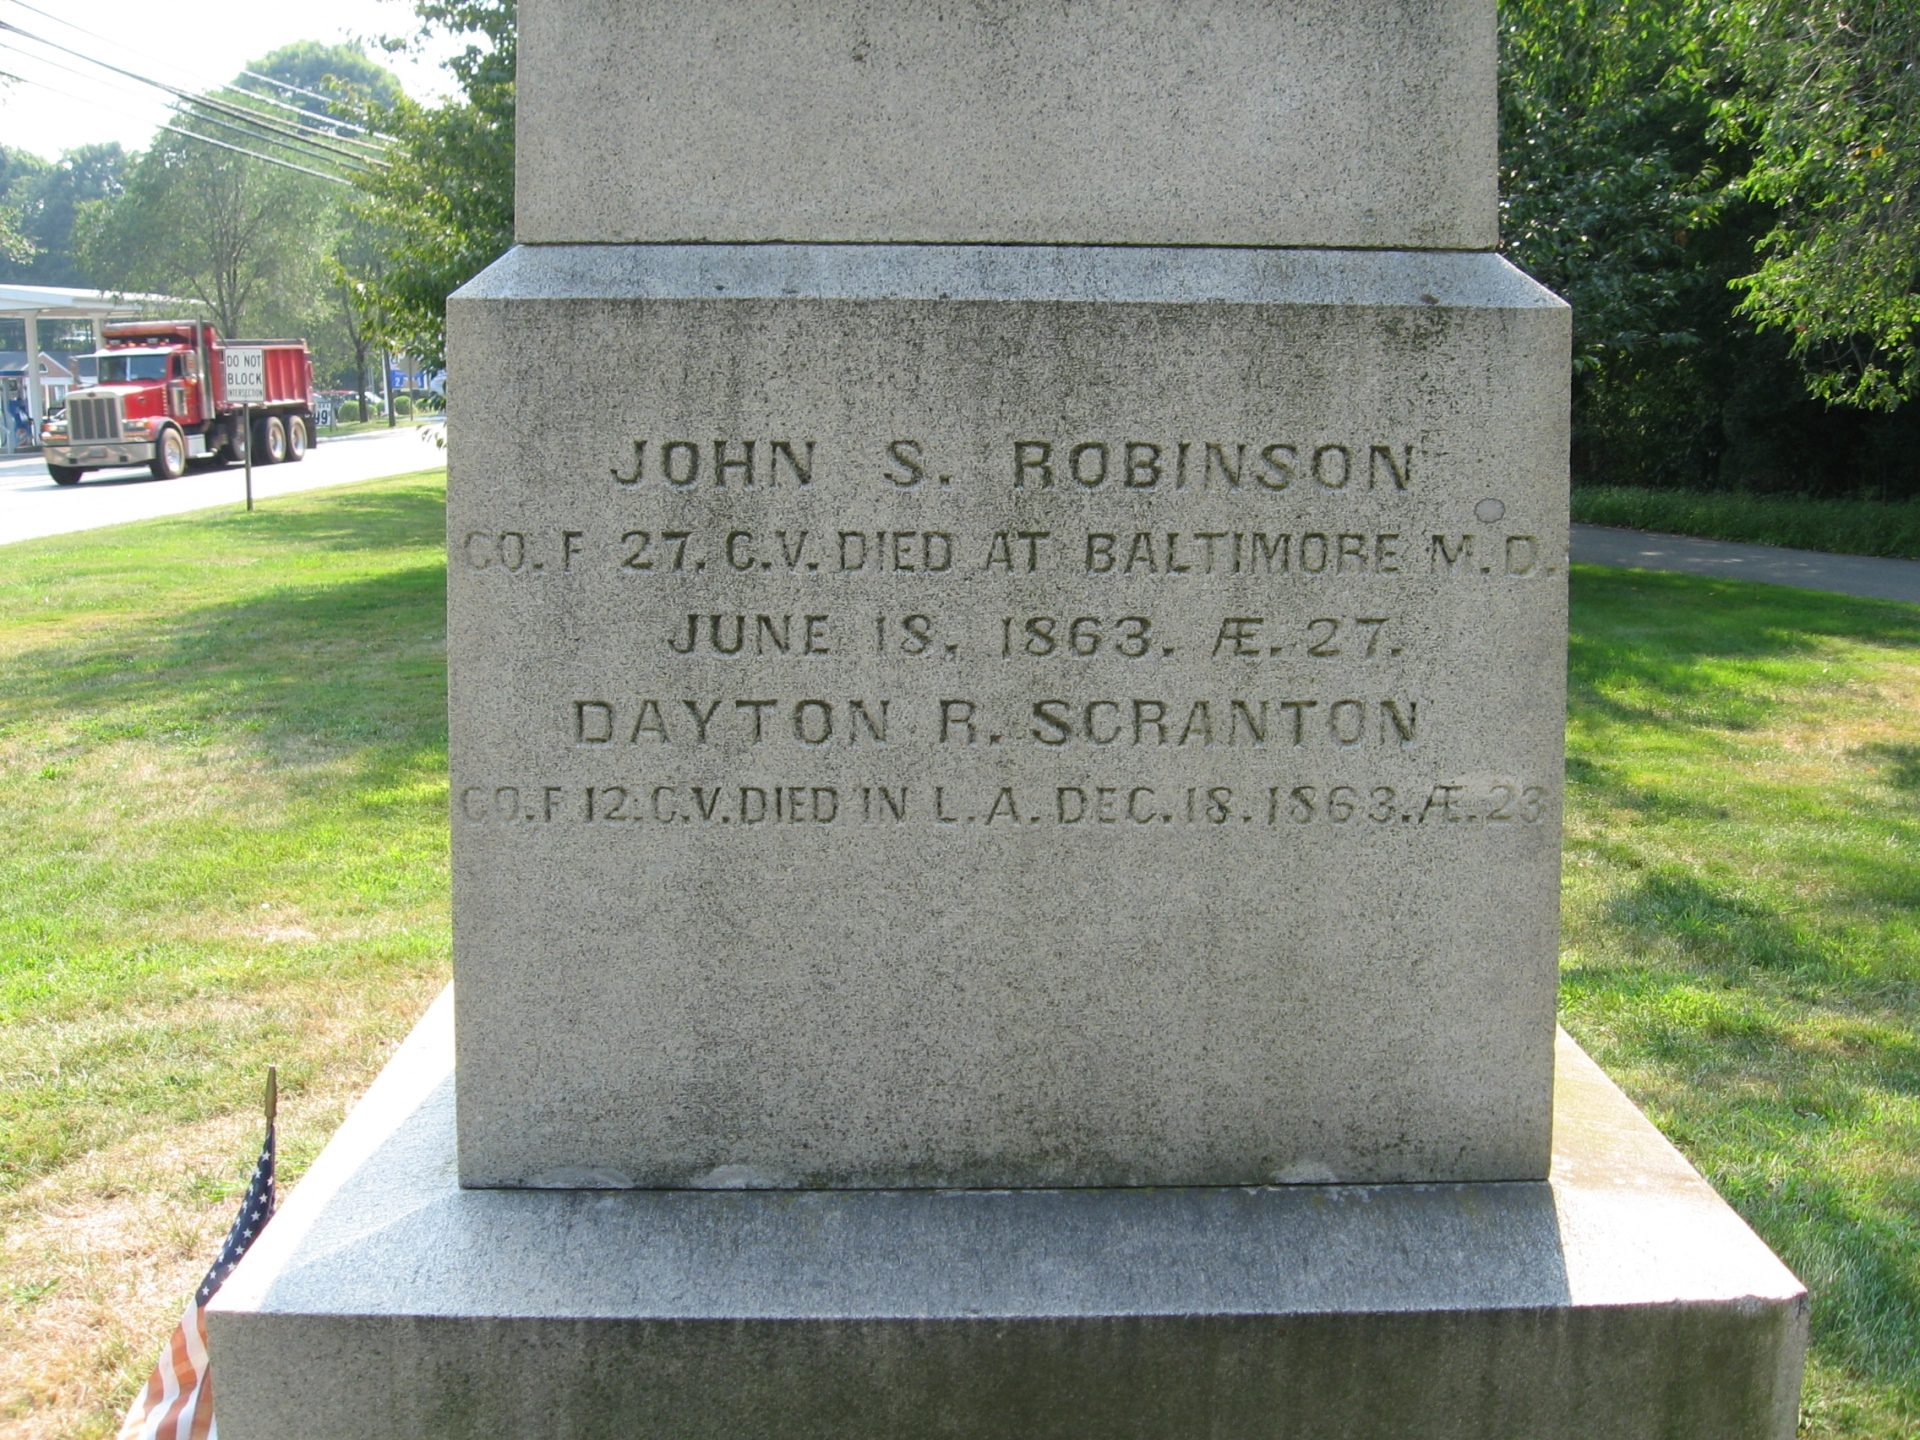 JOHN S. ROBINSON
CO. F 27. C.V. DIED AT BALTIMORE M.D.
JUNE 18. 1863. Æ. 27.
DAYTON R. SCRANTON
CO. F 12. C.V. DIED IN L.A. DEC. 18. 1863. Æ. 23
DO NOT
BLOCK
INTERSECTION